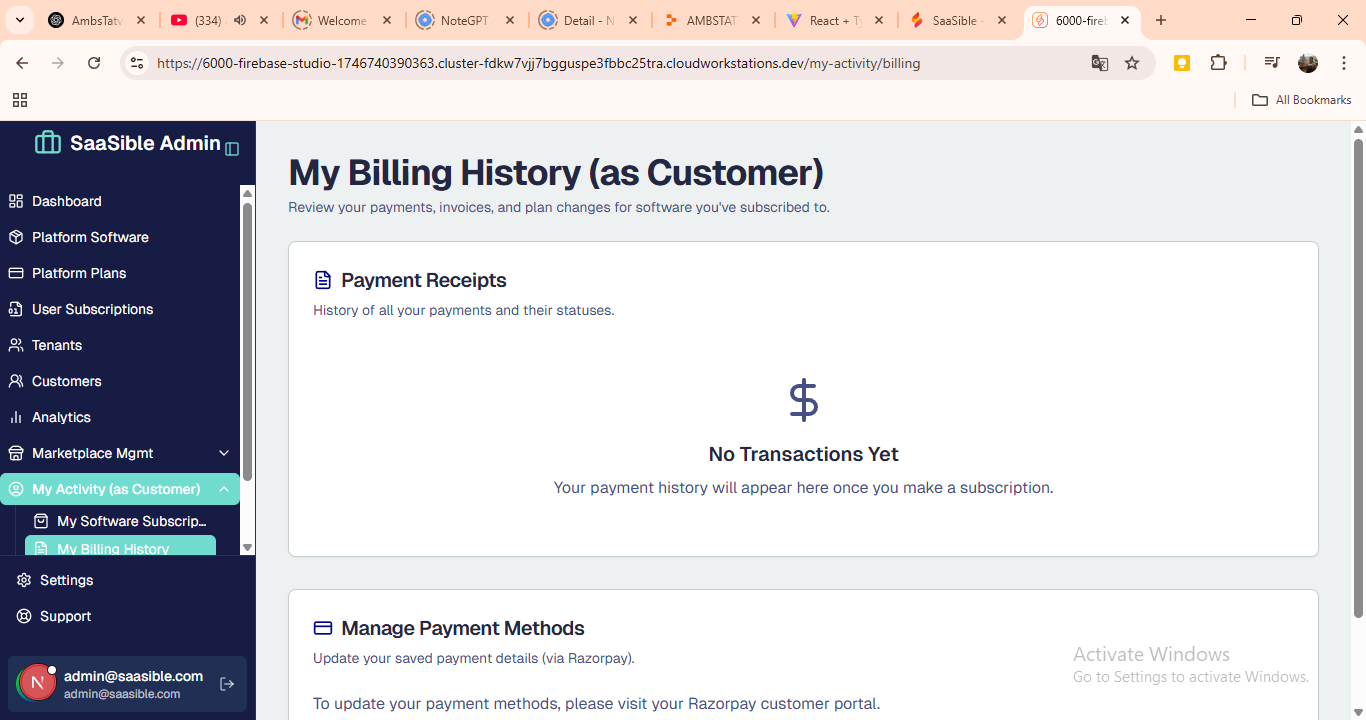 AmbsTatv
(334)
Welcome
NoteGPT
Detail - N
AMBSTAT
React + Ty
SaaSible -
6000-fireb
https://6000-firebase-studio-1746740390363.cluster-fdkw7vjj7bgguspe3fbbc25tra.cloudworkstations.dev/my-activity/billing
All Bookmarks
SaaSible Admin
Dashboard
Platform Software
Platform Plans
User Subscriptions
Tenants
Customers
Analytics
Marketplace Mgmt
My Activity (as Customer)
My Software Subscrip...
My Billing History
Settings
Support
N
admin@saasible.com
admin@saasible.com
My Billing History (as Customer)
Review your payments, invoices, and plan changes for software you've subscribed to.
Payment Receipts
History of all your payments and their statuses.
$
No Transactions Yet
Your payment history will appear here once you make a subscription.
Manage Payment Methods
Update your saved payment details (via Razorpay).
To update your payment methods, please visit your Razorpay customer portal.
Activate Windows
Go to Settings to activate Windows.